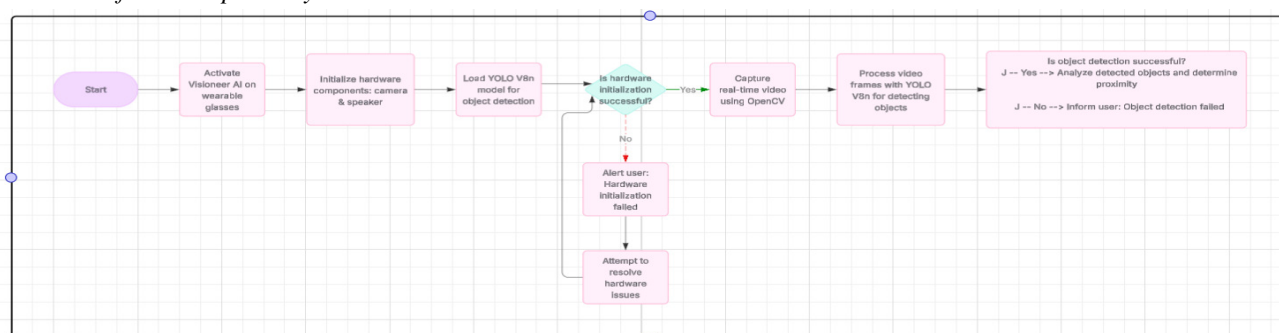 Start
Activate
Visioneer AI on
wearable
glasses
Initialize hardware
components: camera
& speaker
Load YOLO V8n
model for
object detection
Is hardware
initialization
successful?
Yes
Capture
real-time video
using OpenCV
Process video
frames with YOLO
V8n for detecting
objects
Is object detection successful?
J -- Yes --> Analyze detected objects and determine
proximity
J -- No --> Inform user: Object detection failed
No
Alert user:
Hardware
initialization
failed
Attempt to
resolve
hardware
issues